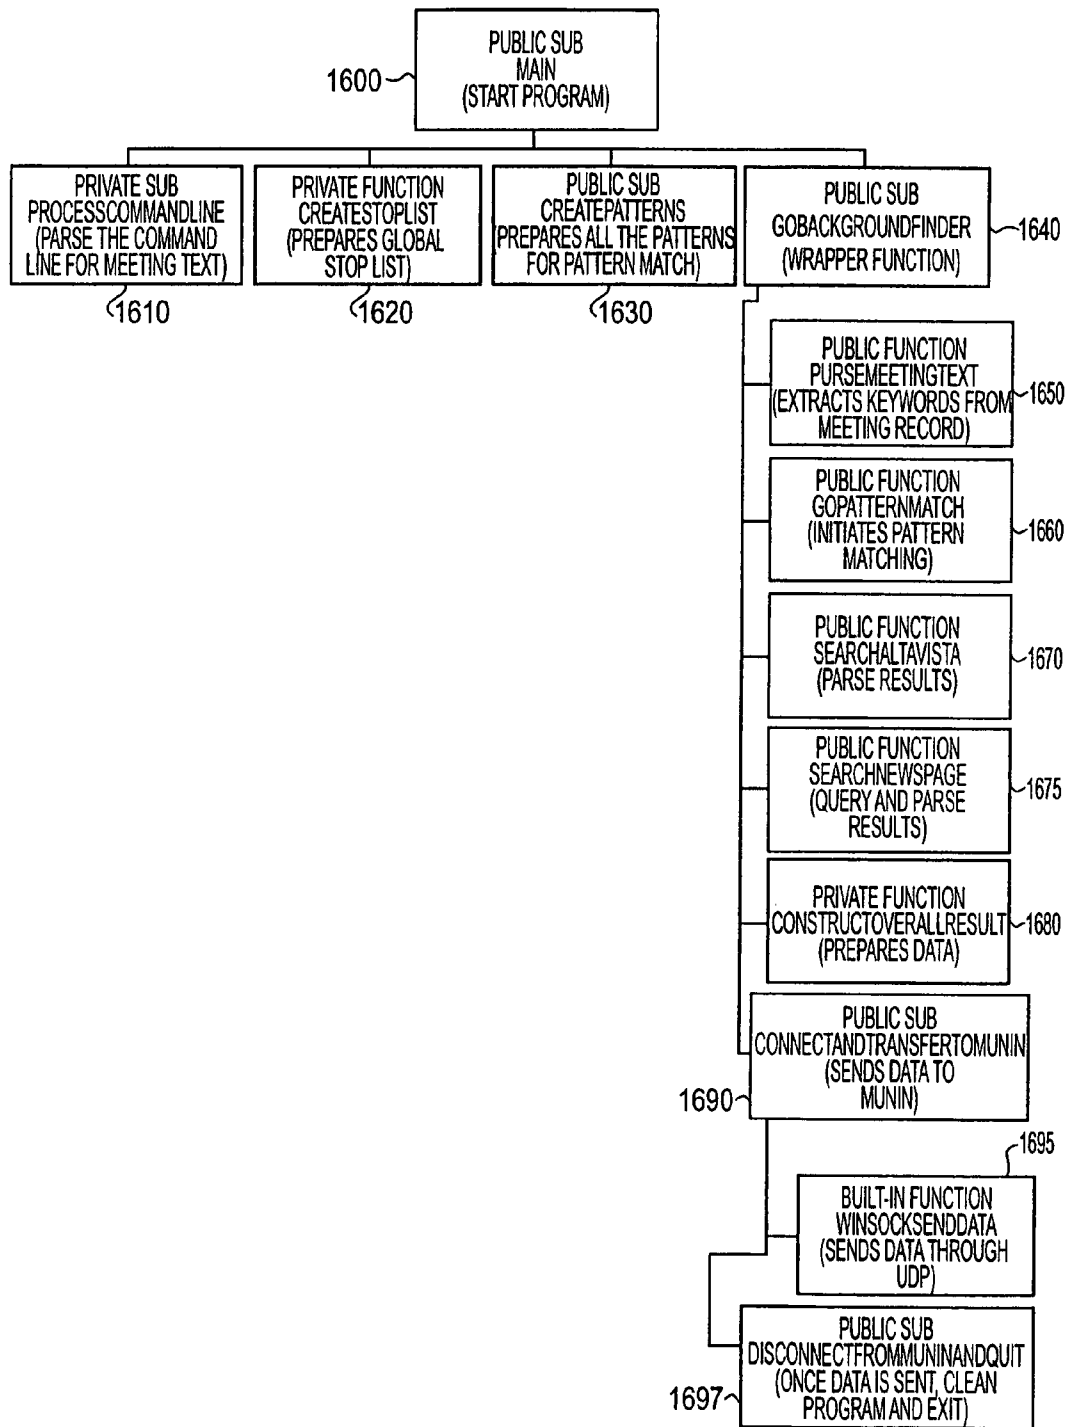 PUBLIC SUB
MAIN
(START PROGRAM)
1600
PRIVATE SUB
PROCESSCOMMANDLINE
(PARSE THE COMMAND
LINE FOR MEETING TEXT)
1610
PRIVATE FUNCTION
CREATESTOPLIST
(PREPARES GLOBAL
STOP LIST)
1620
PUBLIC SUB
CREATEPATTERNS
(PREPARES ALL THE PATTERNS
FOR PATTERN MATCH)
1630
PUBLIC SUB
GOBACKGROUNDFINDER
(WRAPPER FUNCTION)
1640
PUBLIC FUNCTION
PURSEMEETINGTEXT
(EXTRACTS KEYWORDS FROM
MEETING RECORD)
1650
PUBLIC FUNCTION
GOPATTERNMATCH
(INITIATES PATTERN
MATCHING)
1660
PUBLIC FUNCTION
SEARCHALTAVISTA
(PARSE RESULTS)
1670
PUBLIC FUNCTION
SEARCHNEWSPAGE
(QUERY AND PARSE
RESULTS)
1675
PRIVATE FUNCTION
CONSTRUCTOVERALLRESULT
(PREPARES DATA)
1680
PUBLIC SUB
CONNECTANDTRANSFERTOMUNIN
(SENDS DATA TO
MUNIN)
1690
1695
BUILT-IN FUNCTION
WINSOCKSENDDATA
(SENDS DATA THROUGH
UDP)
PUBLIC SUB
DISCONNECTFROMMUNINANDQUIT
(ONCE DATA IS SENT, CLEAN
PROGRAM AND EXIT)
1697